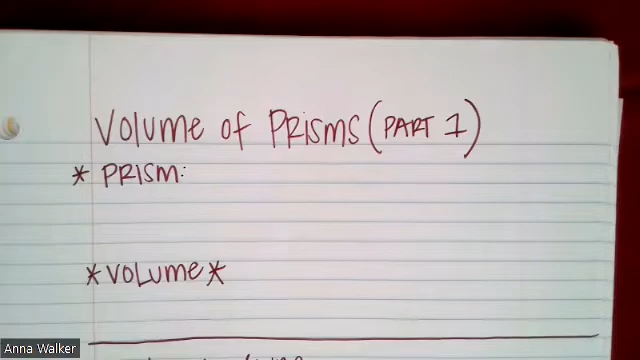 Volume of Prisms (PART 1)
* PRISM:
*VOLUME*
Anna Walker